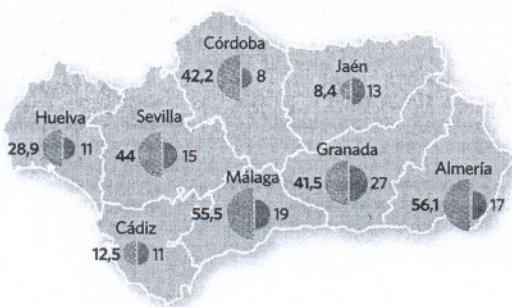 Córdoba
42,2 8
Jaén
8,4 13
Huelva
28,9 11
Sevilla
44 15
Granada
41,5 27
Almería
56,1 17
Málaga
55,5 19
Cádiz
12,5 11